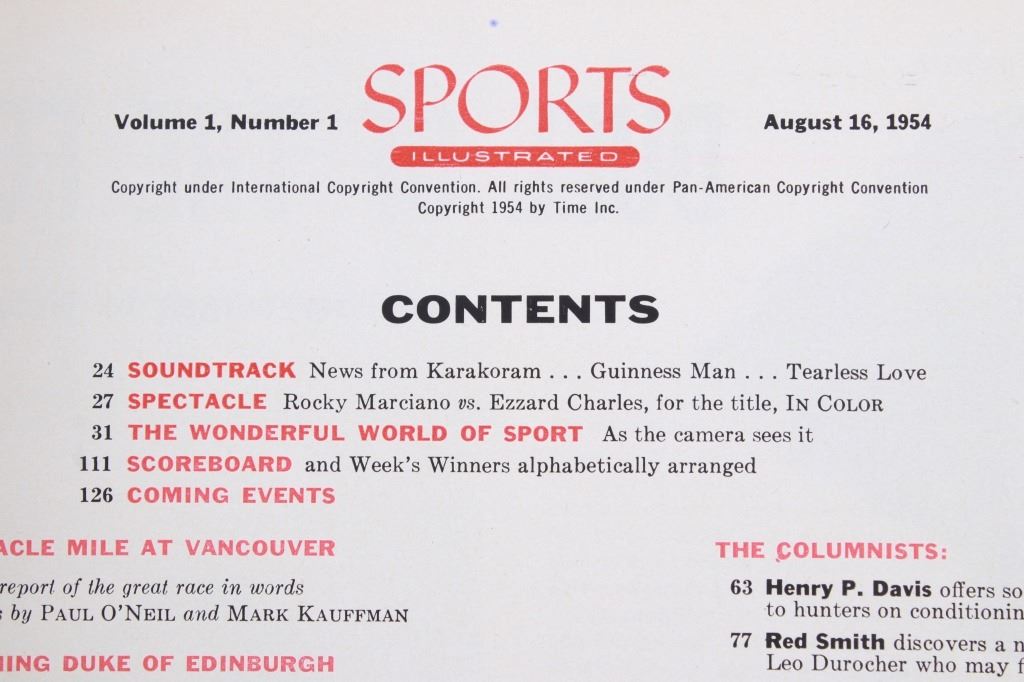 Volume 1, Number 1
SPORTS
ILLUSTRATED
August 16, 1954
Copyright under International Copyright Convention. All rights reserved under Pan-American Copyright Convention
Copyright 1954 by Time Inc.
CONTENTS
24 SOUNDTRACK News from Karakoram . . . Guinness Man . . . Tearless Love
27 SPECTACLE Rocky Marciano vs. Ezzard Charles, for the title, IN COLOR
31 THE WONDERFUL WORLD OF SPORT As the camera sees it
111 SCOREBOARD and Week's Winners alphabetically arranged
126 COMING EVENTS
MILE AT VANCOUVER
report of the great race in words
by PAUL O'NEIL and MARK KAUFFMAN
DUKE OF EDINBURGH
THE COLUMNISTS:
63 Henry P. Davis offers
to hunters on
77 Red Smith discovers a
Leo Durocher who may